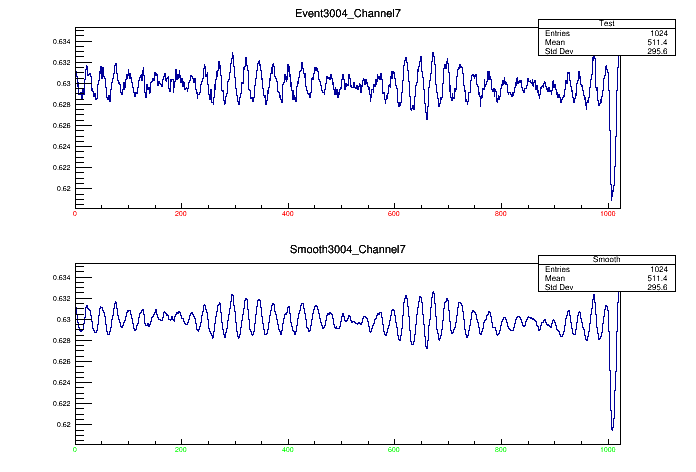 Event3004_Channel7
Test
Entries 1024
Mean 511.4
Std Dev 295.6
0.634
0.632
0.63
0.628
0.626
0.624
0.622
0.62
0 200 400 600 800 1000
Smooth3004_Channel7
Smooth
Entries 1024
Mean 511.4
Std Dev 295.6
0.634
0.632
0.63
0.628
0.626
0.624
0.622
0.62
0 200 400 600 800 1000